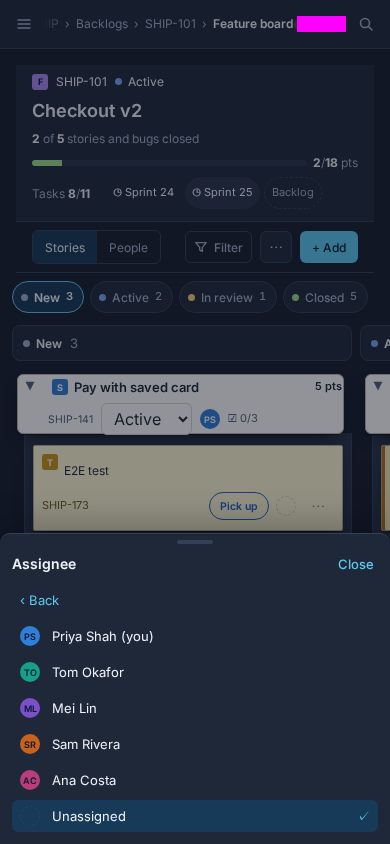 IP › Backlogs › SHIP-101 › Feature board
F SHIP-101 Active
Checkout v2
2 of 5 stories and bugs closed
2/18 pts
Tasks 8/11 Sprint 24 Sprint 25 Backlog
Stories People Filter ··· + Add
New 3 Active 2 In review 1 Closed 5
New 3 A
▼ S Pay with saved card 5 pts ▼
SHIP-141 Active PS ☑ 0/3
T E2E test
SHIP-173 Pick up ···
Assignee Close
‹ Back
PS Priya Shah (you)
TO Tom Okafor
ML Mei Lin
SR Sam Rivera
AC Ana Costa
Unassigned ✓